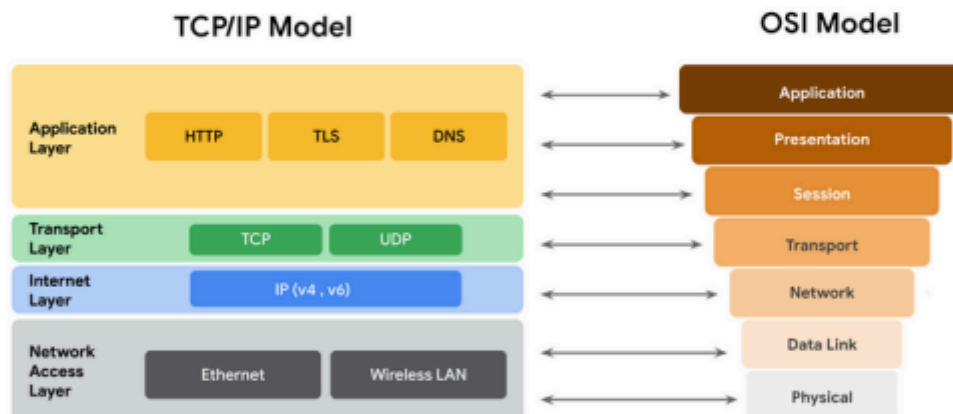 TCP/IP Model
OSI Model
Application
Layer
HTTP
TLS
DNS
Transport
Layer
TCP
UDP
Internet
Layer
IP (v4 , v6)
Network
Access
Layer
Ethernet
Wireless LAN
Application
Presentation
Session
Transport
Network
Data Link
Physical